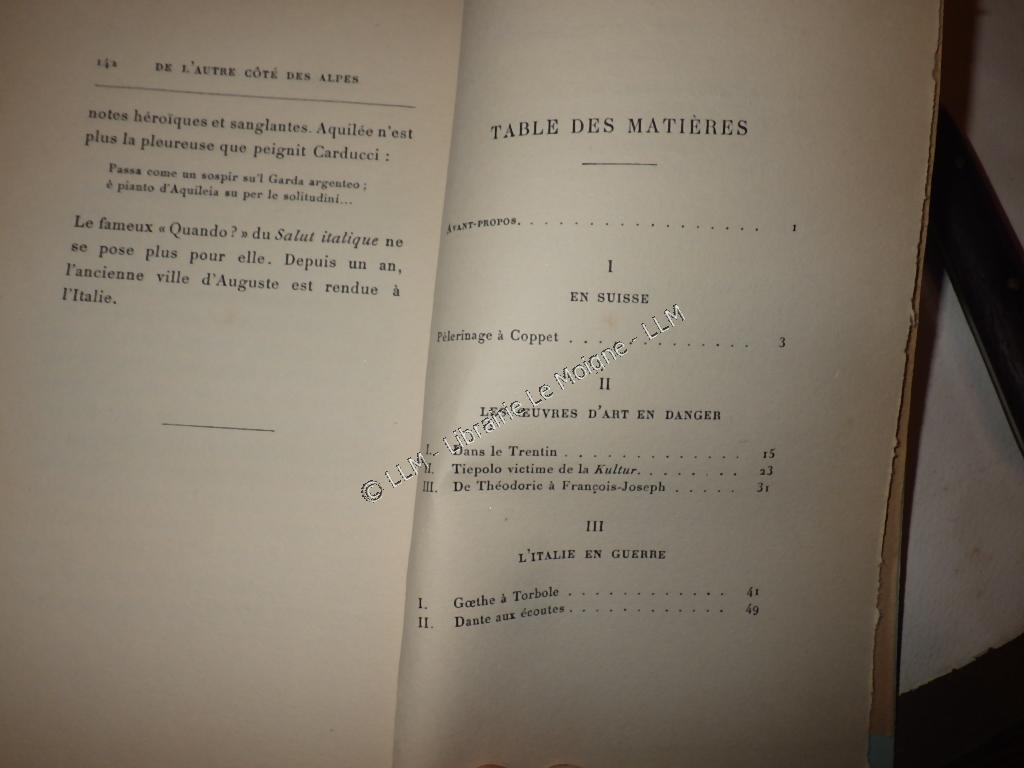 142 DE L'AUTRE CÔTÉ DES ALPES
notes héroïques et sanglantes. Aquilée n'est
plus la pleureuse que peignit Carducci :
Passa come un sospir su'l Garda argenteo ;
è pianto d'Aquileia su per le solitudini...
Le fameux « Quando ? » du Salut italique ne
se pose plus pour elle. Depuis un an,
l'ancienne ville d'Auguste est rendue à
l'Italie.
TABLE DES MATIÈRES
AVANT-PROPOS. . . . . . . . . . . . . . . . 1
I
EN SUISSE
Pèlerinage à Coppet . . . . . . . . . . . . . 3
II
LES ŒUVRES D'ART EN DANGER
I. Dans le Trentin . . . . . . . . . . . . . 15
II. Tiepolo victime de la Kultur. . . . . . . . 23
III. De Théodoric à François-Joseph . . . . . 31
III
L'ITALIE EN GUERRE
I. Gœthe à Torbole . . . . . . . . . . . . 41
II. Dante aux écoutes . . . . . . . . . . . . 49
© LLM - Librairie Le Moigne - LLM